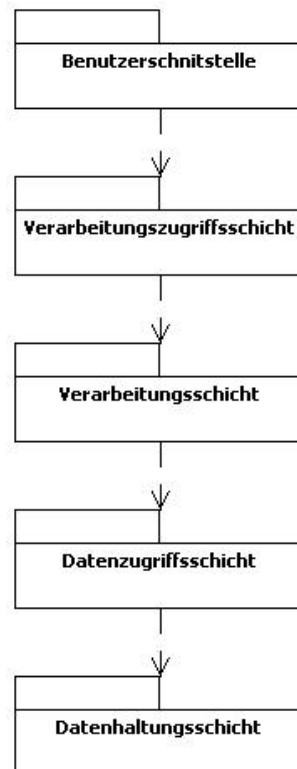 Benutzerschnitstelle
Verarbeitungszugriffsschicht
Verarbeitungsschicht
Datenzugriffsschicht
Datenhaltungsschicht